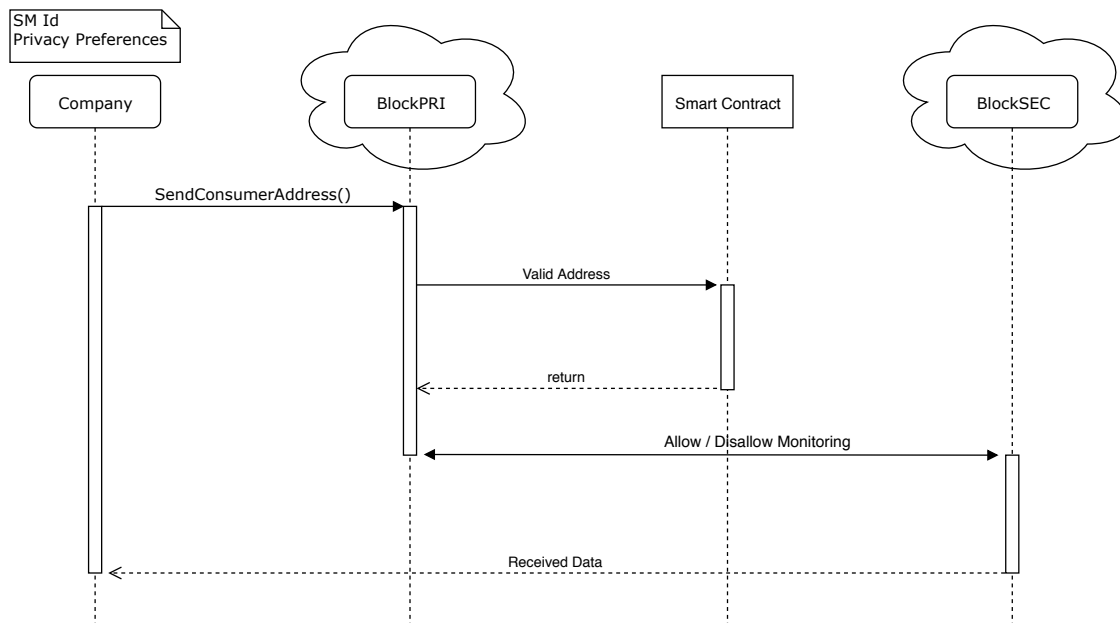 SM Id
Privacy Preferences
Company
BlockPRI
Smart Contract
BlockSEC
SendConsumerAddress()
Valid Address
return
Allow / Disallow Monitoring
Received Data